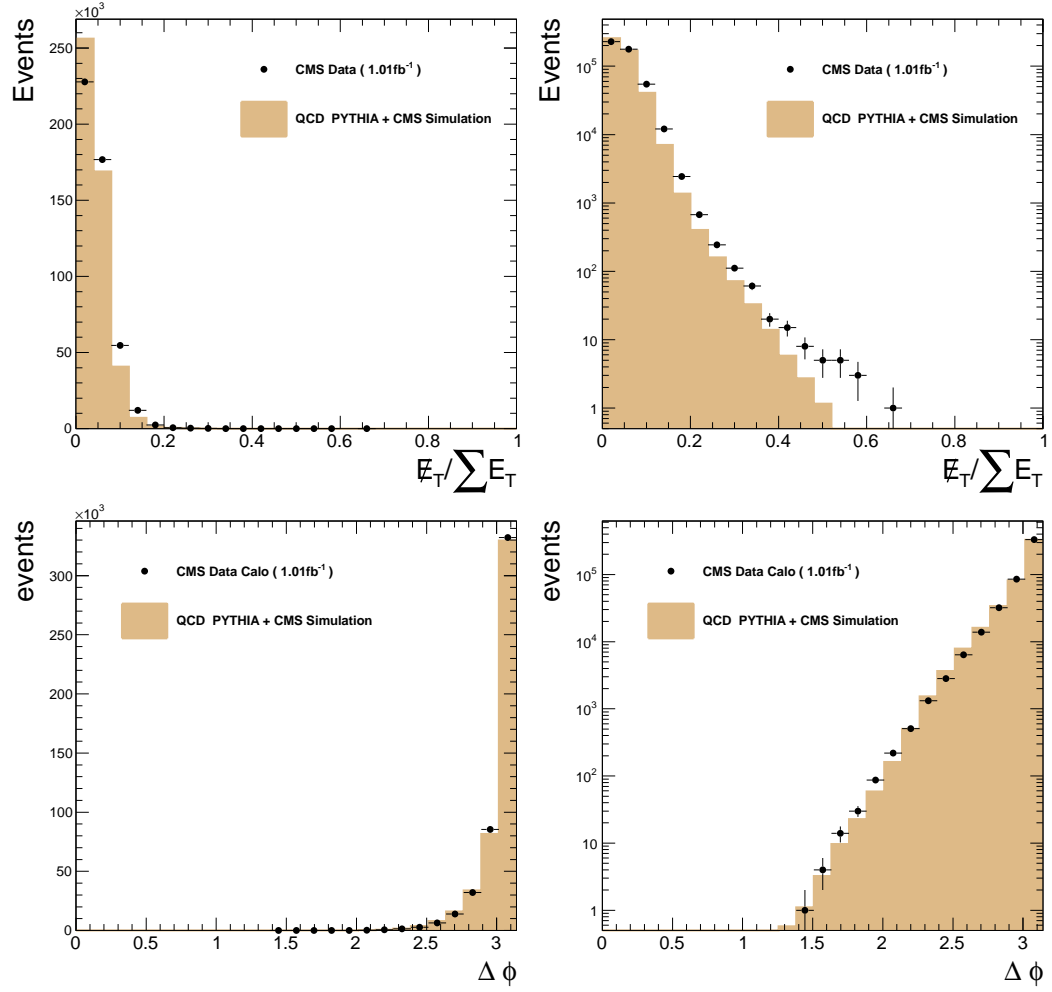 ×10³
Events
250
200
150
100
50
0
0 0.2 0.4 0.6 0.8 1
CMS Data ( 1.01fb⁻¹ )
QCD PYTHIA + CMS Simulation
E̸_T/∑E_T
Events
10⁵
10⁴
10³
10²
10
1
0 0.2 0.4 0.6 0.8 1
CMS Data ( 1.01fb⁻¹ )
QCD PYTHIA + CMS Simulation
E̸_T/∑E_T
×10³
events
300
250
200
150
100
50
0
0 0.5 1 1.5 2 2.5 3
CMS Data Calo ( 1.01fb⁻¹ )
QCD PYTHIA + CMS Simulation
Δ ϕ
events
10⁵
10⁴
10³
10²
10
1
0 0.5 1 1.5 2 2.5 3
CMS Data Calo ( 1.01fb⁻¹ )
QCD PYTHIA + CMS Simulation
Δ ϕ